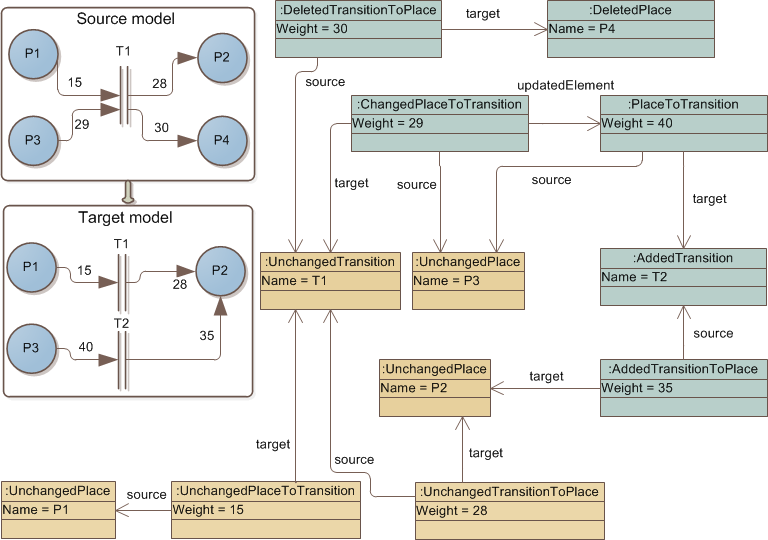 Source model
P1
T1
P2
15
28
29
30
P3
P4
Target model
P1
T1
P2
15
28
T2
35
P3
40
:DeletedTransitionToPlace
Weight = 30
target
:DeletedPlace
Name = P4
source
updatedElement
:ChangedPlaceToTransition
Weight = 29
:PlaceToTransition
Weight = 40
target
source
source
target
:UnchangedTransition
Name = T1
:UnchangedPlace
Name = P3
:AddedTransition
Name = T2
source
:UnchangedPlace
Name = P2
target
:AddedTransitionToPlace
Weight = 35
target
source
target
:UnchangedPlace
Name = P1
source
:UnchangedPlaceToTransition
Weight = 15
:UnchangedTransitionToPlace
Weight = 28